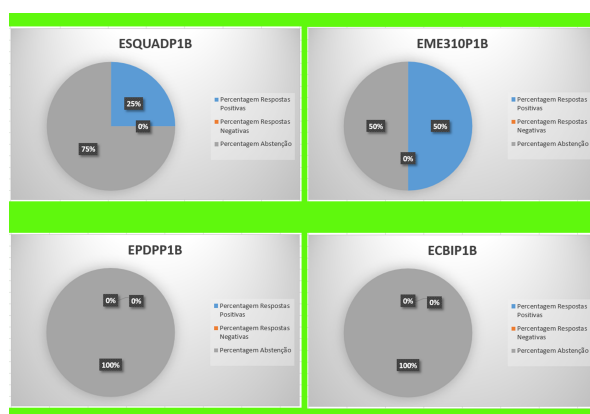 ESQUADP1B
25%
0%
75%
Percentagem Respostas
Positivas
Percentagem Respostas
Negativas
Percentagem Abstenção
EME310P1B
50%
50%
0%
Percentagem Respostas
Positivas
Percentagem Respostas
Negativas
Percentagem Abstenção
EPDPP1B
0%
0%
100%
Percentagem Respostas
Positivas
Percentagem Respostas
Negativas
Percentagem Abstenção
ECBIP1B
0%
0%
100%
Percentagem Respostas
Positivas
Percentagem Respostas
Negativas
Percentagem Abstenção